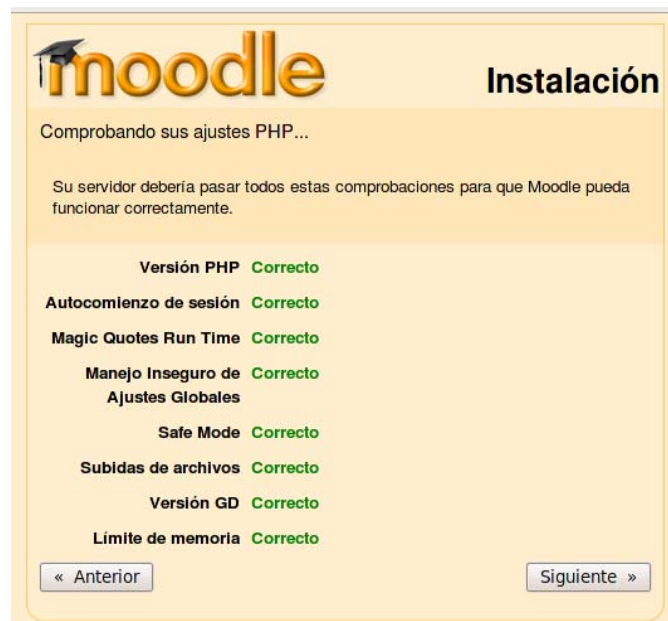 moodle
Instalación
Comprobando sus ajustes PHP...
Su servidor debería pasar todos estas comprobaciones para que Moodle pueda
funcionar correctamente.
Versión PHP Correcto
Autocomienzo de sesión Correcto
Magic Quotes Run Time Correcto
Manejo Inseguro de Correcto
Ajustes Globales
Safe Mode Correcto
Subidas de archivos Correcto
Versión GD Correcto
Límite de memoria Correcto
« Anterior
Siguiente »